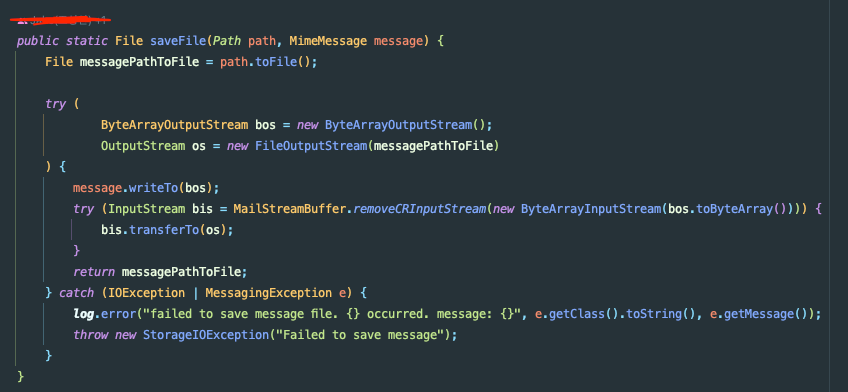 public static File saveFile(Path path, MimeMessage message) {
File messagePathToFile = path.toFile();
try (
ByteArrayOutputStream bos = new ByteArrayOutputStream();
OutputStream os = new FileOutputStream(messagePathToFile)
) {
message.writeTo(bos);
try (InputStream bis = MailStreamBuffer.removeCRInputStream(new ByteArrayInputStream(bos.toByteArray()))) {
bis.transferTo(os);
}
return messagePathToFile;
} catch (IOException | MessagingException e) {
log.error("failed to save message file. {} occurred. message: {}", e.getClass().toString(), e.getMessage());
throw new StorageIOException("Failed to save message");
}
}